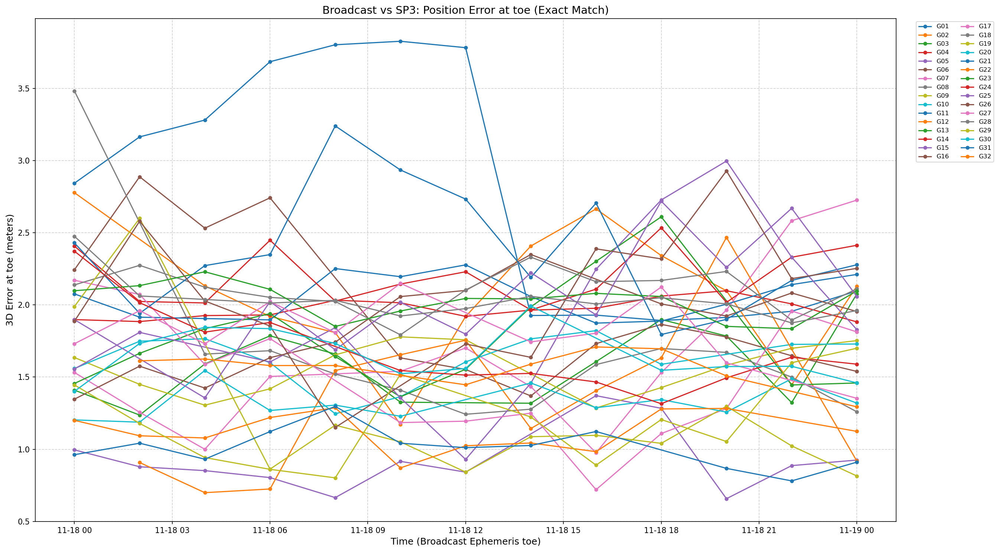 Broadcast vs SP3: Position Error at toe (Exact Match)
3D Error at toe (meters)
3.5
3.0
2.5
2.0
1.5
1.0
0.5
11-18 00 11-18 03 11-18 06 11-18 09 11-18 12 11-18 15 11-18 18 11-18 21 11-19 00
Time (Broadcast Ephemeris toe)
G01 G17
G02 G18
G03 G19
G04 G20
G05 G21
G06 G22
G07 G23
G08 G24
G09 G25
G10 G26
G11 G27
G12 G28
G13 G29
G14 G30
G15 G31
G16 G32